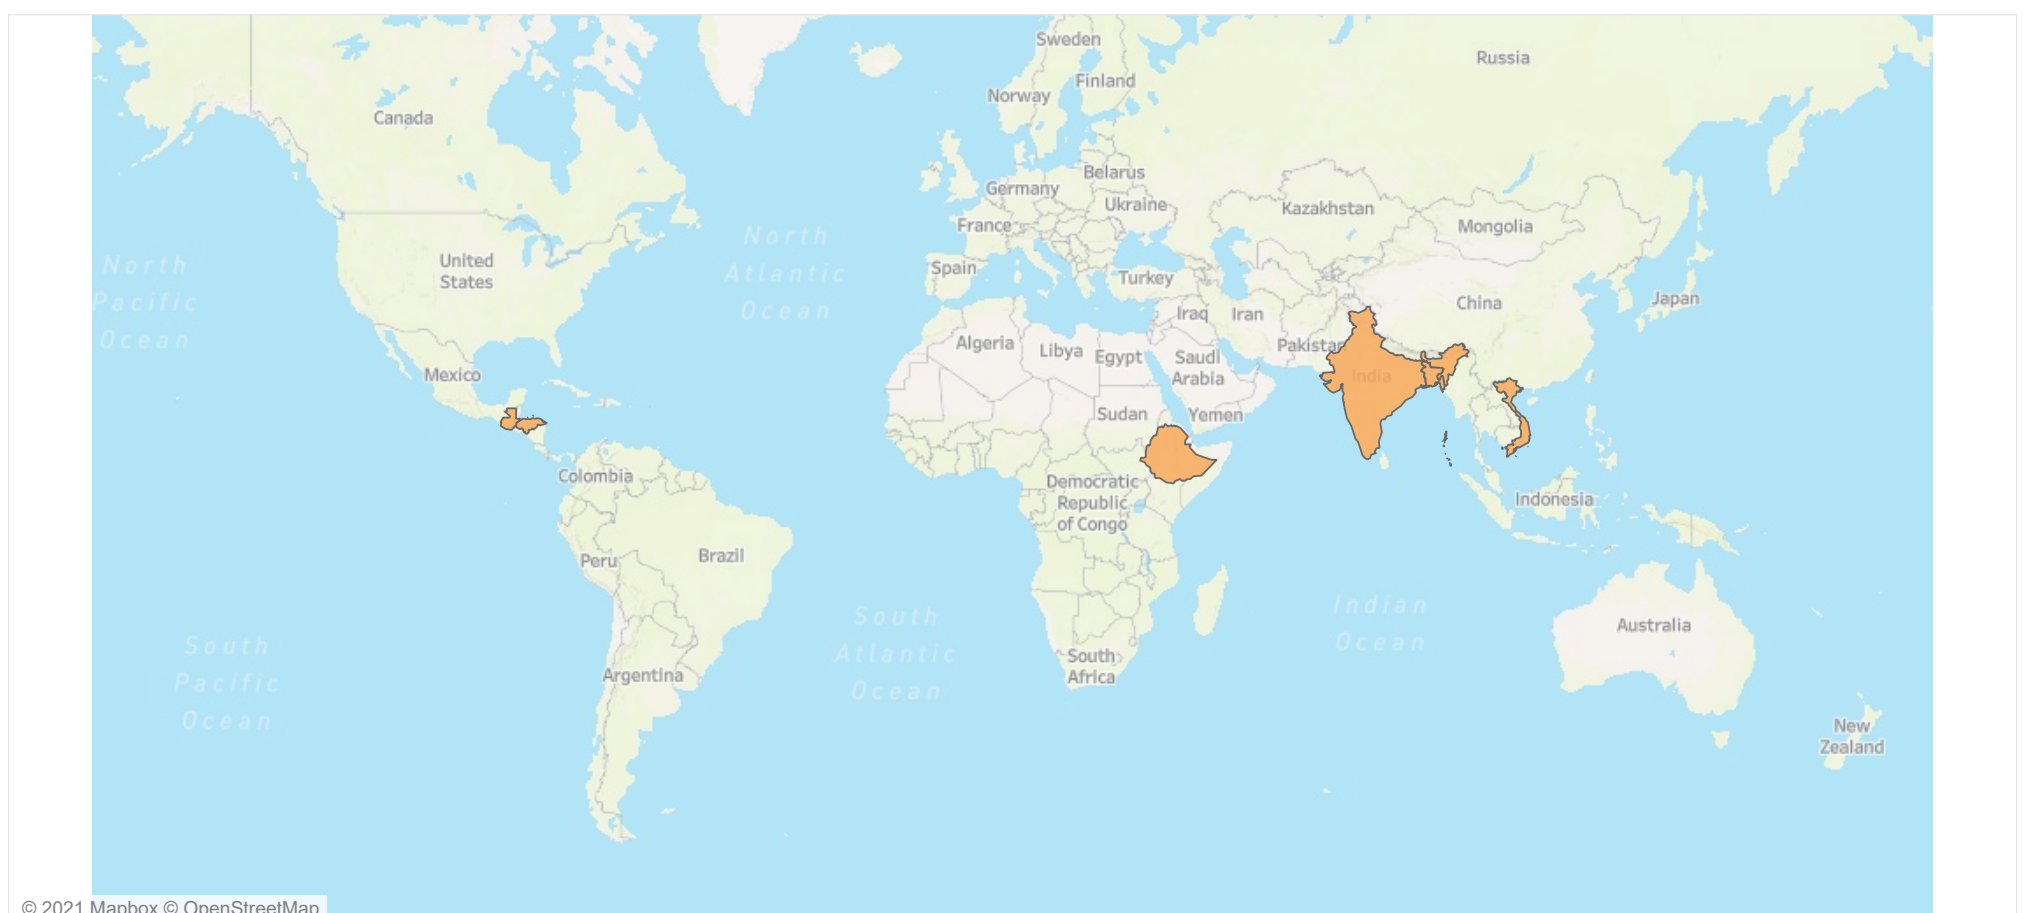 Sweden
Russia
Finland
Norway
Canada
Belarus
Germany
Ukraine
Kazakhstan
France
Mongolia
North
Atlantic
Ocean
North
Pacific
Ocean
United
States
Spain
Turkey
China
Japan
Iraq
Iran
Algeria
Libya
Egypt
Pakistan
Saudi
Arabia
Mexico
India
Sudan
Yemen
Colombia
Democratic
Republic
of Congo
Indonesia
Peru
Brazil
South
Atlantic
Ocean
Indian
Ocean
Australia
South
Pacific
Ocean
South
Africa
Argentina
New
Zealand
© 2021 Mapbox © OpenStreetMap